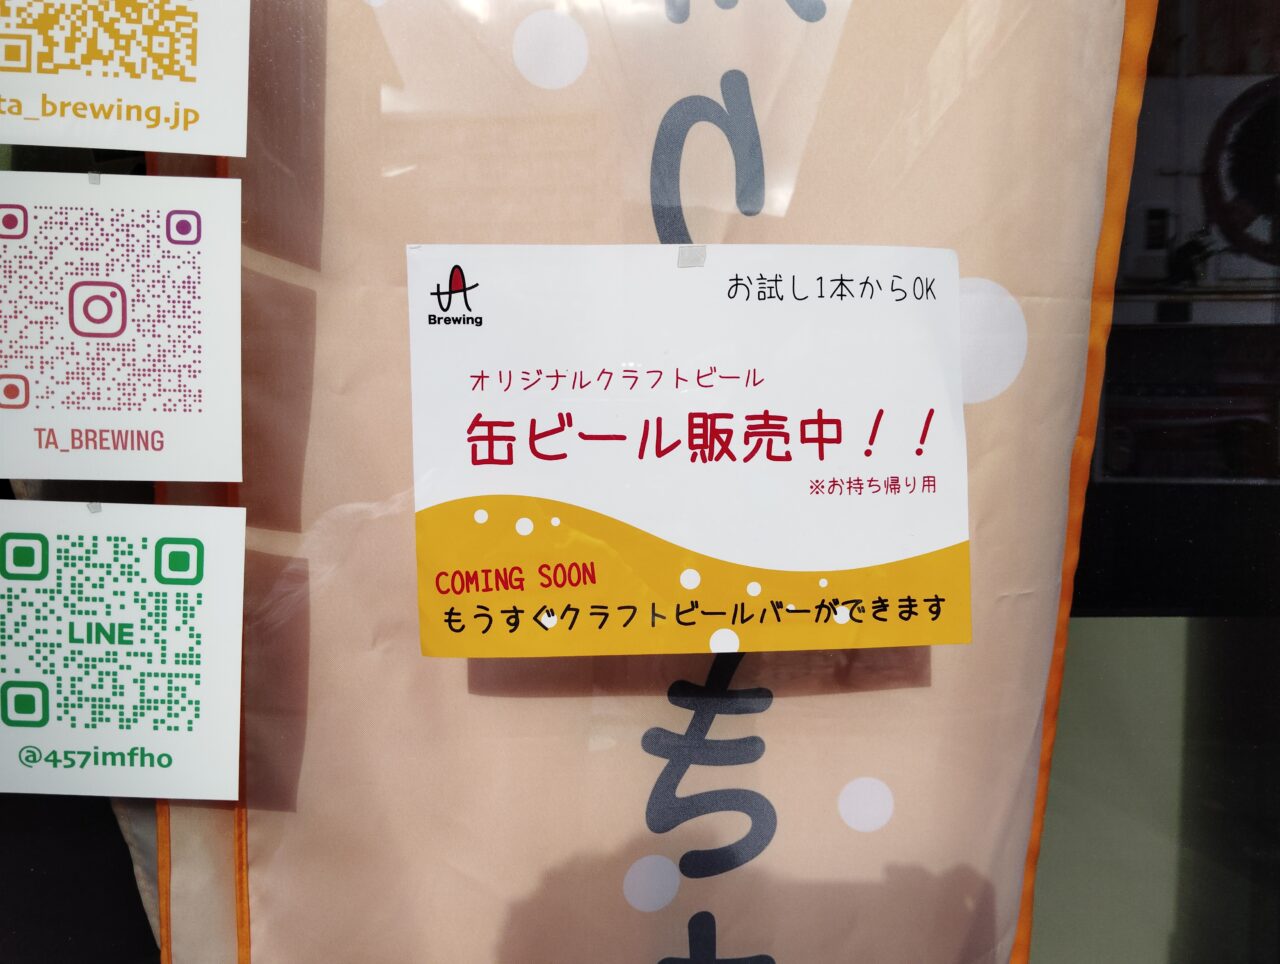 ta_brewing.jp
TA_BREWING
LINE
@457imfho
Brewing
お試し1本からOK
オリジナルクラフトビール
缶ビール販売中！！
※お持ち帰り用
COMING SOON
もうすぐクラフトビールバーができます
の
も
ち